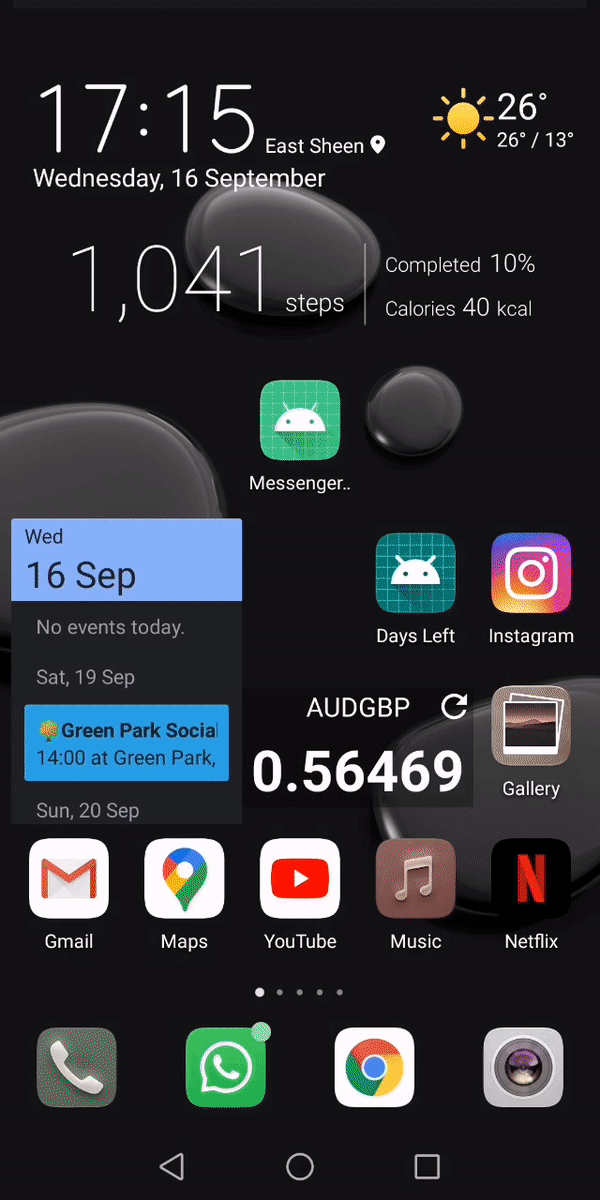 17:15 East Sheen
26°
26° / 13°
Wednesday, 16 September
1,041 steps
Completed 10%
Calories 40 kcal
Messenger..
Wed
16 Sep
No events today.
Sat, 19 Sep
Green Park Social
14:00 at Green Park,
Sun, 20 Sep
Days Left
Instagram
AUDGBP
0.56469
Gallery
Gmail
Maps
YouTube
Music
N
Netflix